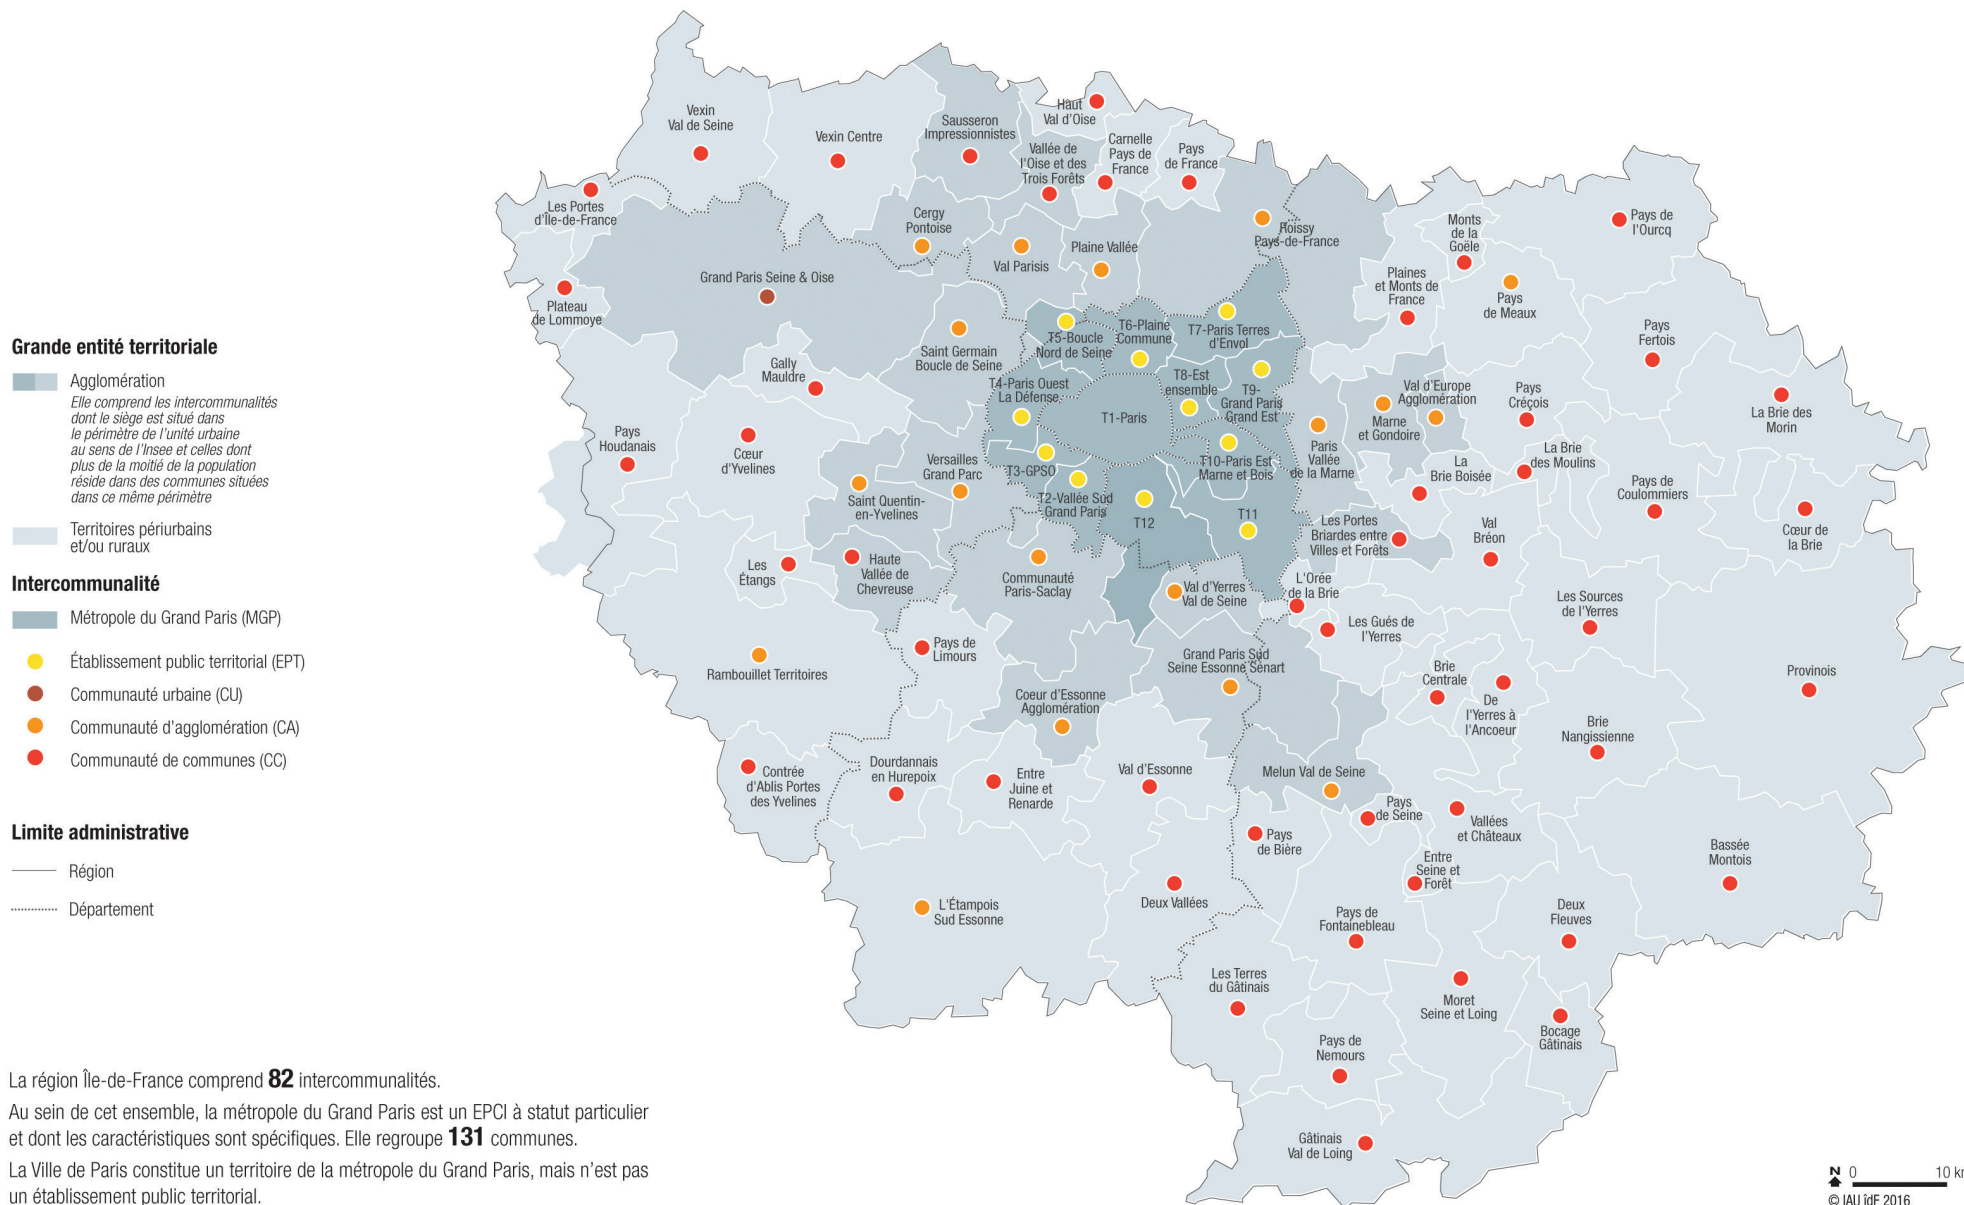 Grande entité territoriale
Agglomération
Elle comprend les intercommunalités
dont le siège est situé dans
le périmètre de l'unité urbaine
au sens de l'Insee et celles dont
plus de la moitié de la population
réside dans des communes situées
dans ce même périmètre
Territoires périurbains
et/ou ruraux
Intercommunalité
Métropole du Grand Paris (MGP)
Établissement public territorial (EPT)
Communauté urbaine (CU)
Communauté d'agglomération (CA)
Communauté de communes (CC)
Limite administrative
Région
Département
La région Île-de-France comprend 82 intercommunalités.
Au sein de cet ensemble, la métropole du Grand Paris est un EPCI à statut particulier
et dont les caractéristiques sont spécifiques. Elle regroupe 131 communes.
La Ville de Paris constitue un territoire de la métropole du Grand Paris, mais n'est pas
un établissement public territorial.
Vexin
Val de Seine
Vexin Centre
Sausseron
Impressionnistes
Haut
Val d'Oise
Vallée de
l'Oise et des
Trois Forêts
Carnelle
Pays de
France
Pays
de France
Les Portes
d'Île-de-France
Cergy
Pontoise
Val Parisis
Plaine Vallée
Roissy
Pays-de-France
Monts
de la
Goële
Pays de
l'Ourcq
Grand Paris Seine & Oise
Plateau
de Lommoye
Plaines
et Monts de
France
Pays
de Meaux
Saint Germain
Boucle de Seine
T5-Boucle
Nord de Seine
T6-Plaine
Commune
T7-Paris Terres
d'Envol
Pays
Fertois
Gally
Mauldre
T4-Paris Ouest
La Défense
T8-Est
ensemble
T9-
Grand Paris
Grand Est
T1-Paris
Val d'Europe
Agglomération
Marne
et Gondoire
Pays
Créçois
La Brie des
Morin
Pays
Houdanais
Cœur
d'Yvelines
Versailles
Grand Parc
T3-GPSO
T10-Paris Est
Marne et Bois
Paris
Vallée
de la Marne
La Brie
des Moulins
La
Brie Boisée
Saint Quentin-
en-Yvelines
T2-Vallée Sud
Grand Paris
T12
T11
Pays de
Coulommiers
Les Portes
Briardes entre
Villes et Forêts
Val
Bréon
Cœur de
la Brie
Les
Étangs
Haute
Vallée de
Chevreuse
Communauté
Paris-Saclay
Val d'Yerres
Val de Seine
L'Orée
de la Brie
Les Sources
de l'Yerres
Les Gués de
l'Yerres
Pays de
Limours
Rambouillet Territoires
Grand Paris Sud
Seine Essonne Sénart
Brie
Centrale
De
l'Yerres à
l'Ancoeur
Provinois
Coeur d'Essonne
Agglomération
Brie
Nangissienne
Contrée
d'Ablis Portes
des Yvelines
Dourdannais
en Hurepoix
Entre
Juine et
Renarde
Val d'Essonne
Melun Val de Seine
Pays
de Seine
Vallées
et Châteaux
Pays
de Bière
Entre
Seine et
Forêt
Bassée
Montois
L'Étampois
Sud Essonne
Deux Vallées
Pays de
Fontainebleau
Deux
Fleuves
Les Terres
du Gâtinais
Moret
Seine et Loing
Bocage
Gâtinais
Pays de
Nemours
Gâtinais
Val de Loing
N 0 10 km
© IAU îdF 2016